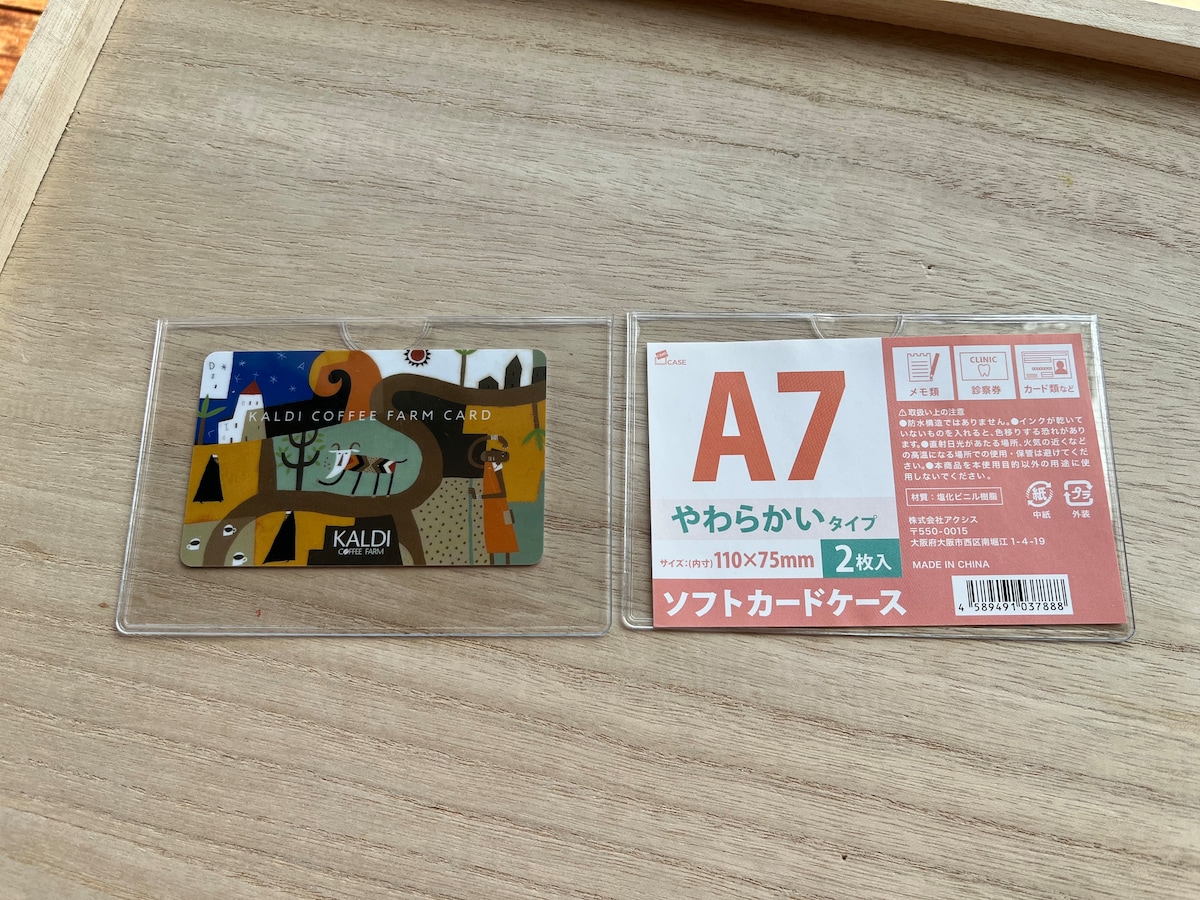 KALDI COFFEE FARM CARD
KALDI
COFFEE FARM
CASE
A7
やわらかいタイプ
サイズ:(内寸)110×75mm
2枚入
ソフトカードケース
メモ類
CLINIC
診察券
カード類など
⚠取扱い上の注意
●防水構造ではありません。●インクが乾いて
いないものを入れると、色移りする恐れがあり
ます。●直射日光があたる場所、火気の近くなど
の高温になる場所での使用・保管は避けてくだ
さい。●本商品を本使用目的以外の用途に使
用しないでください。
材質:塩化ビニル樹脂
紙
中紙
プラ
外装
株式会社アクシス
〒550-0015
大阪府大阪市西区南堀江 1-4-19
MADE IN CHINA
4 589491 037888